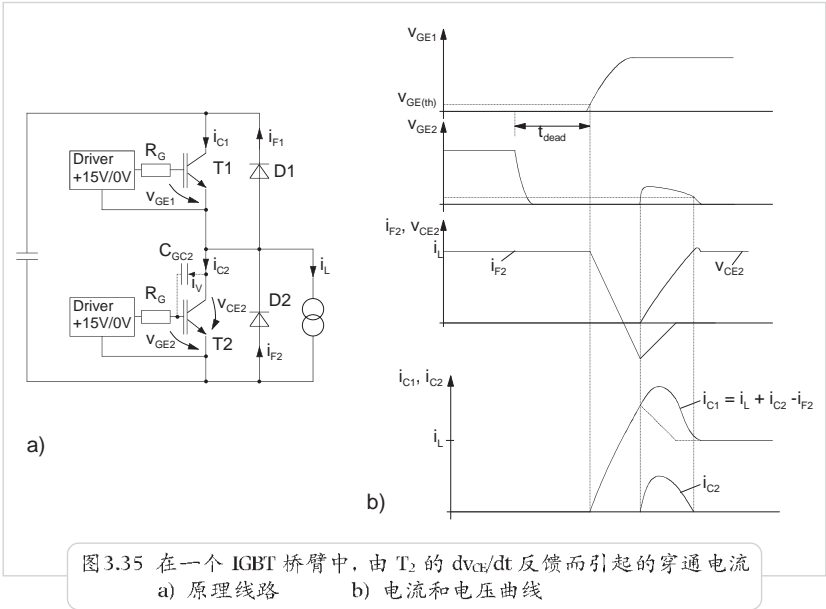 Driver
+15V/0V
R_G
v_GE1
i_C1
T1
i_F1
D1
C_GC2
i_V
i_C2
Driver
+15V/0V
R_G
v_GE2
v_CE2
T2
D2
i_F2
i_L
a)
v_GE1
v_GE(th)
v_GE2
t_dead
i_F2, v_CE2
i_L
i_F2
v_CE2
i_C1, i_C2
i_L
i_C1 = i_L + i_C2 -i_F2
i_C2
b)
图3.35 在一个 IGBT 桥臂中, 由 T₂ 的 dv_CE/dt 反馈而引起的穿通电流
a) 原理线路 b) 电流和电压曲线